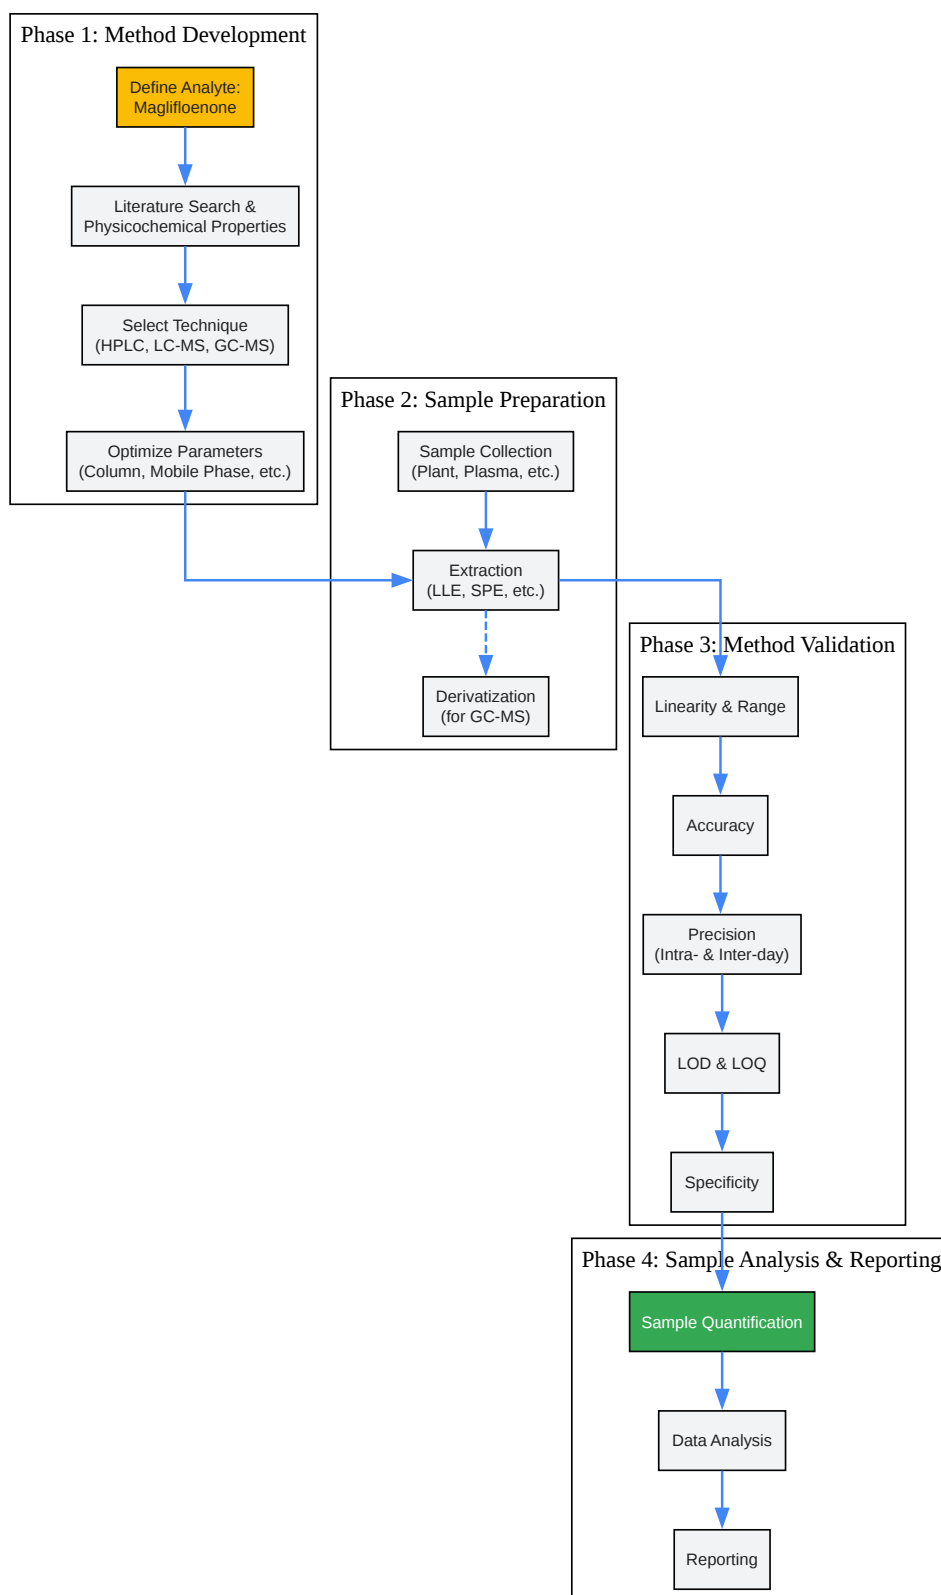 Phase 1: Method Development
Define Analyte:
Maglifloenone
Literature Search &
Physicochemical Properties
Select Technique
(HPLC, LC-MS, GC-MS)
Optimize Parameters
(Column, Mobile Phase, etc.)
Phase 2: Sample Preparation
Sample Collection
(Plant, Plasma, etc.)
Extraction
(LLE, SPE, etc.)
Derivatization
(for GC-MS)
Phase 3: Method Validation
Linearity & Range
Accuracy
Precision
(Intra- & Inter-day)
LOD & LOQ
Specificity
Phase 4: Sample Analysis & Reporting
Sample Quantification
Data Analysis
Reporting